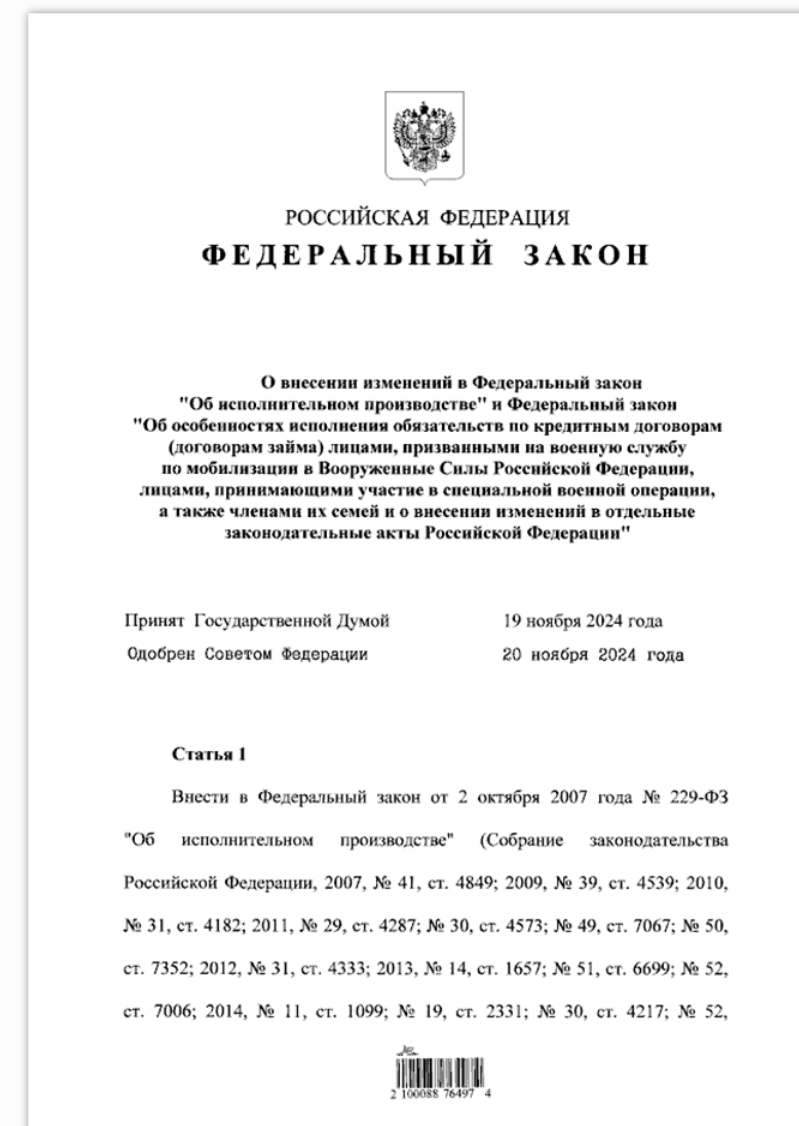 РОССИЙСКАЯ ФЕДЕРАЦИЯ
ФЕДЕРАЛЬНЫЙ ЗАКОН
О внесении изменений в Федеральный закон
"Об исполнительном производстве" и Федеральный закон
"Об особенностях исполнения обязательств по кредитным договорам
(договорам займа) лицами, призванными на военную службу
по мобилизации в Вооруженные Силы Российской Федерации,
лицами, принимающими участие в специальной военной операции,
а также членами их семей и о внесении изменений в отдельные
законодательные акты Российской Федерации"
Принят Государственной Думой 19 ноября 2024 года
Одобрен Советом Федерации 20 ноября 2024 года
Статья 1
Внести в Федеральный закон от 2 октября 2007 года № 229-ФЗ
"Об исполнительном производстве" (Собрание законодательства
Российской Федерации, 2007, № 41, ст. 4849; 2009, № 39, ст. 4539; 2010,
№ 31, ст. 4182; 2011, № 29, ст. 4287; № 30, ст. 4573; № 49, ст. 7067; № 50,
ст. 7352; 2012, № 31, ст. 4333; 2013, № 14, ст. 1657; № 51, ст. 6699; № 52,
ст. 7006; 2014, № 11, ст. 1099; № 19, ст. 2331; № 30, ст. 4217; № 52,
2 100088 76497 4